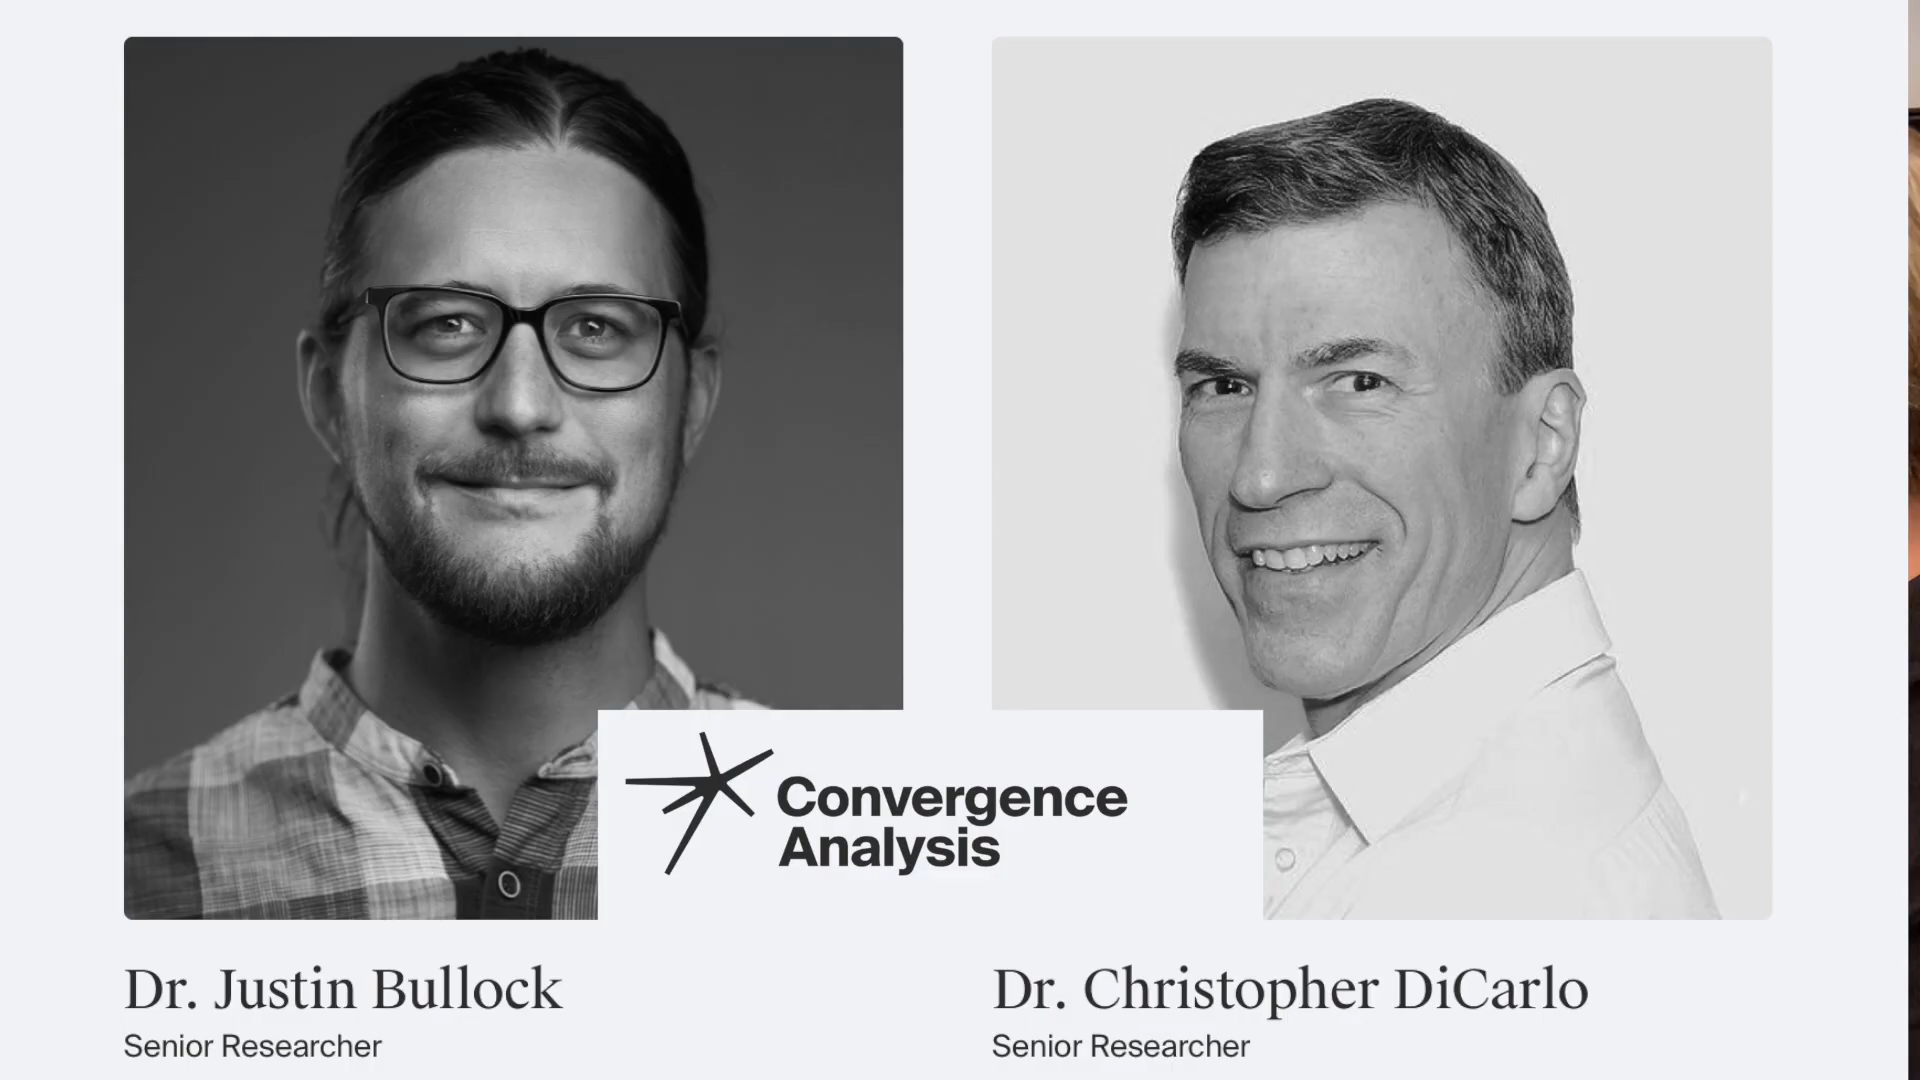 Convergence
Analysis
Dr. Justin Bullock
Senior Researcher
Dr. Christopher DiCarlo
Senior Researcher